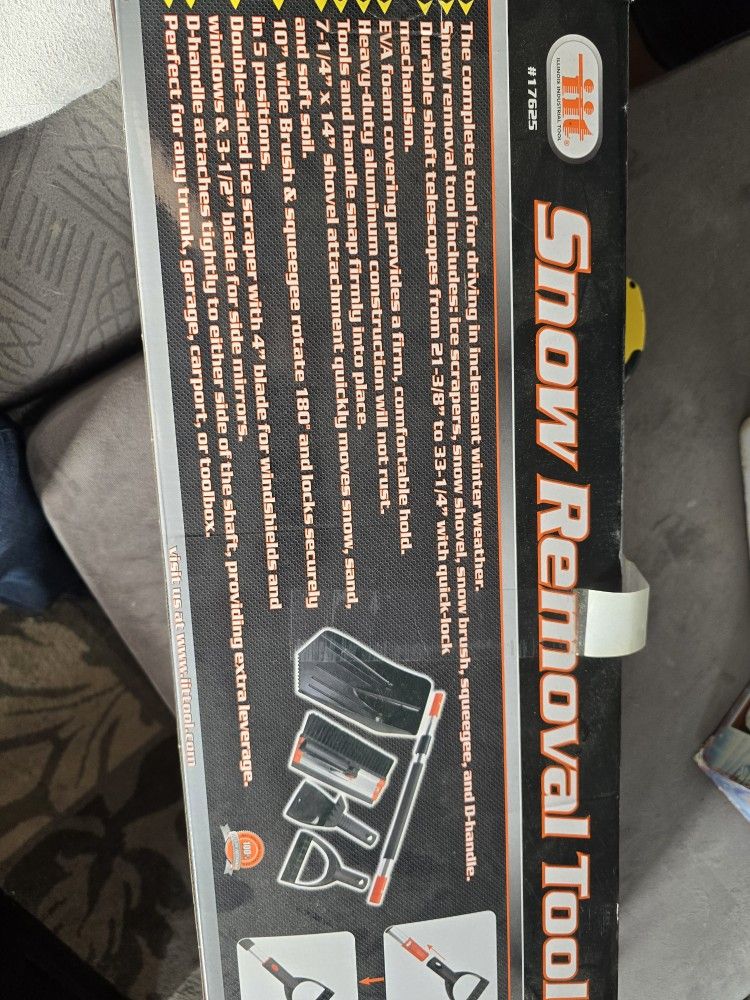 iit®
ILLINOIS INDUSTRIAL TOOL
#17625
Snow Removal Tool
The complete tool for driving in inclement winter weather.
Snow removal tool includes: ice scrapers, snow shovel, snow brush, squeegee, and D-handle.
Durable shaft telescopes from 21-3/8" to 33-1/4" with quick-lock
mechanism.
EVA foam covering provides a firm, comfortable hold.
Heavy-duty aluminum construction will not rust.
Tools and handle snap firmly into place.
7-1/4" x 14" shovel attachment quickly moves snow, sand,
and soft soil.
10" wide Brush & squeegee rotate 180° and locks securely
in 5 positions.
Double-sided ice scraper with 4" blade for windshields and
windows & 3-1/2" blade for side mirrors.
D-handle attaches tightly to either side of the shaft, providing extra leverage.
Perfect for any trunk, garage, carport, or toolbox.
visit us at www.iittool.com
100%